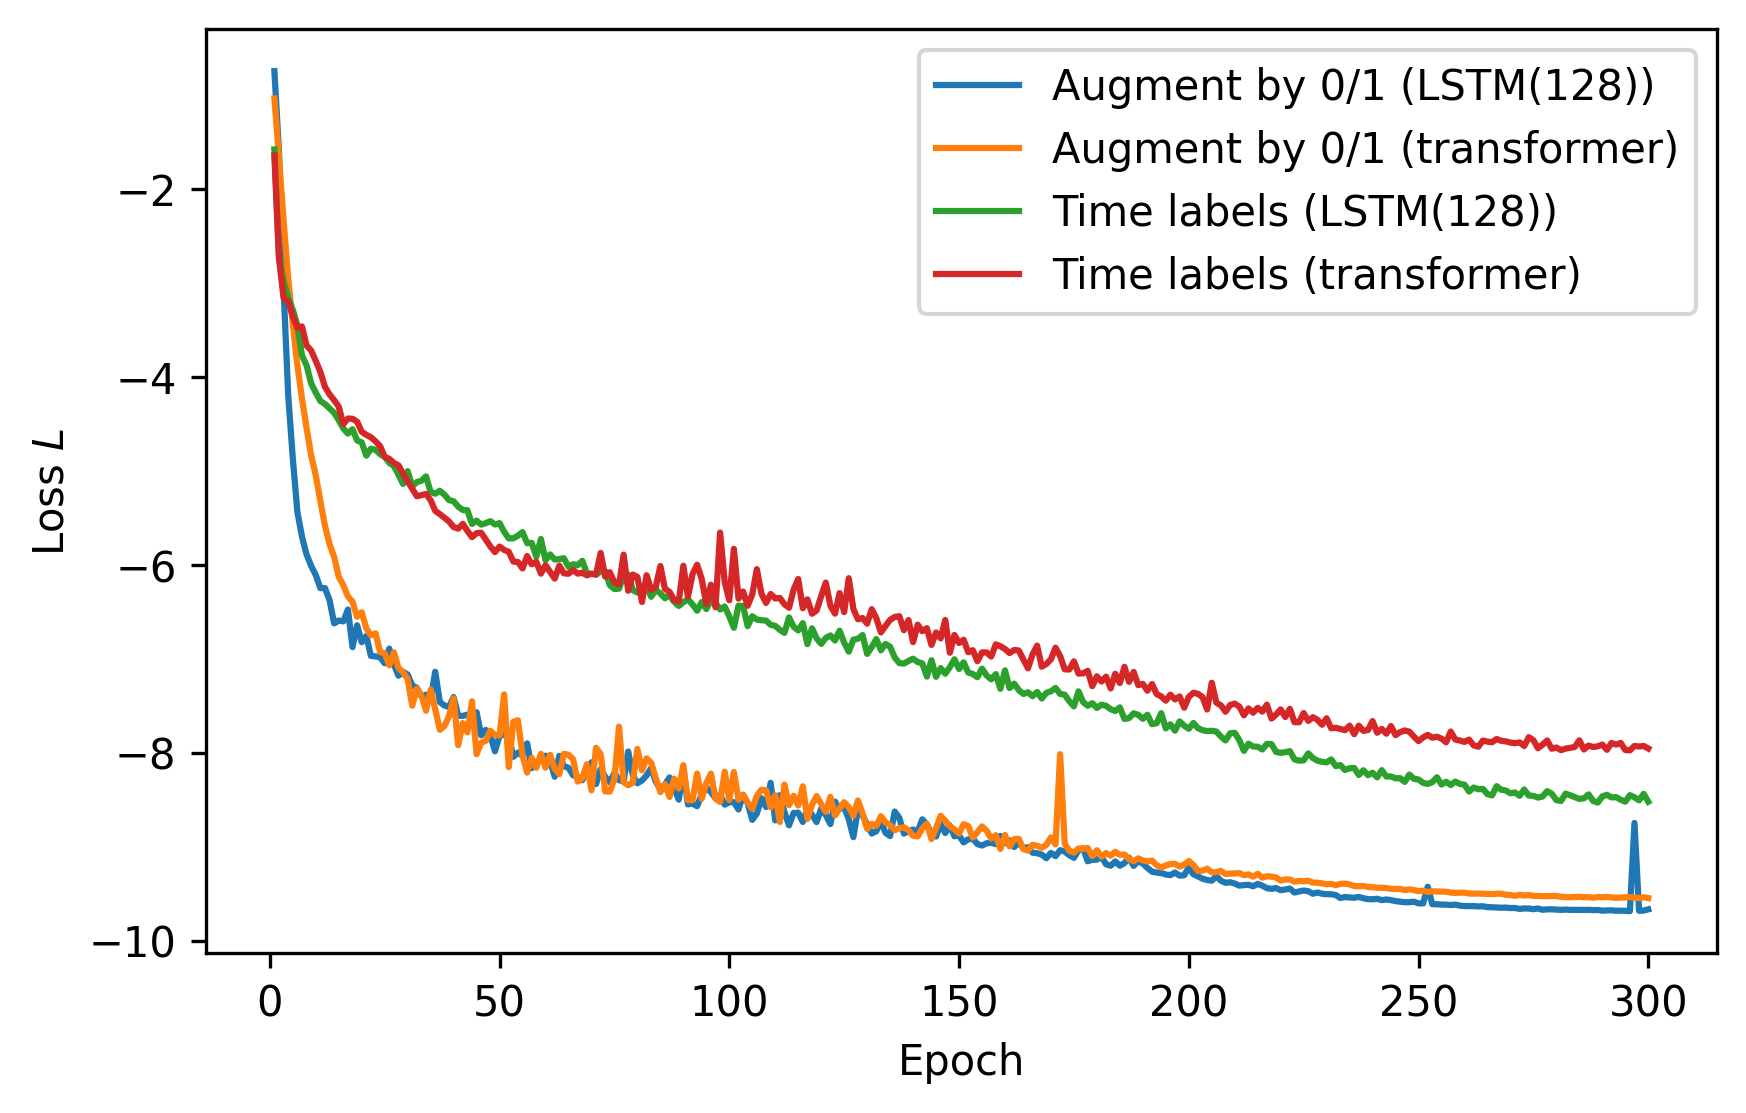 Augment by 0/1 (LSTM(128))
Augment by 0/1 (transformer)
Time labels (LSTM(128))
Time labels (transformer)
Loss L
−2
−4
−6
−8
−10
0 50 100 150 200 250 300
Epoch